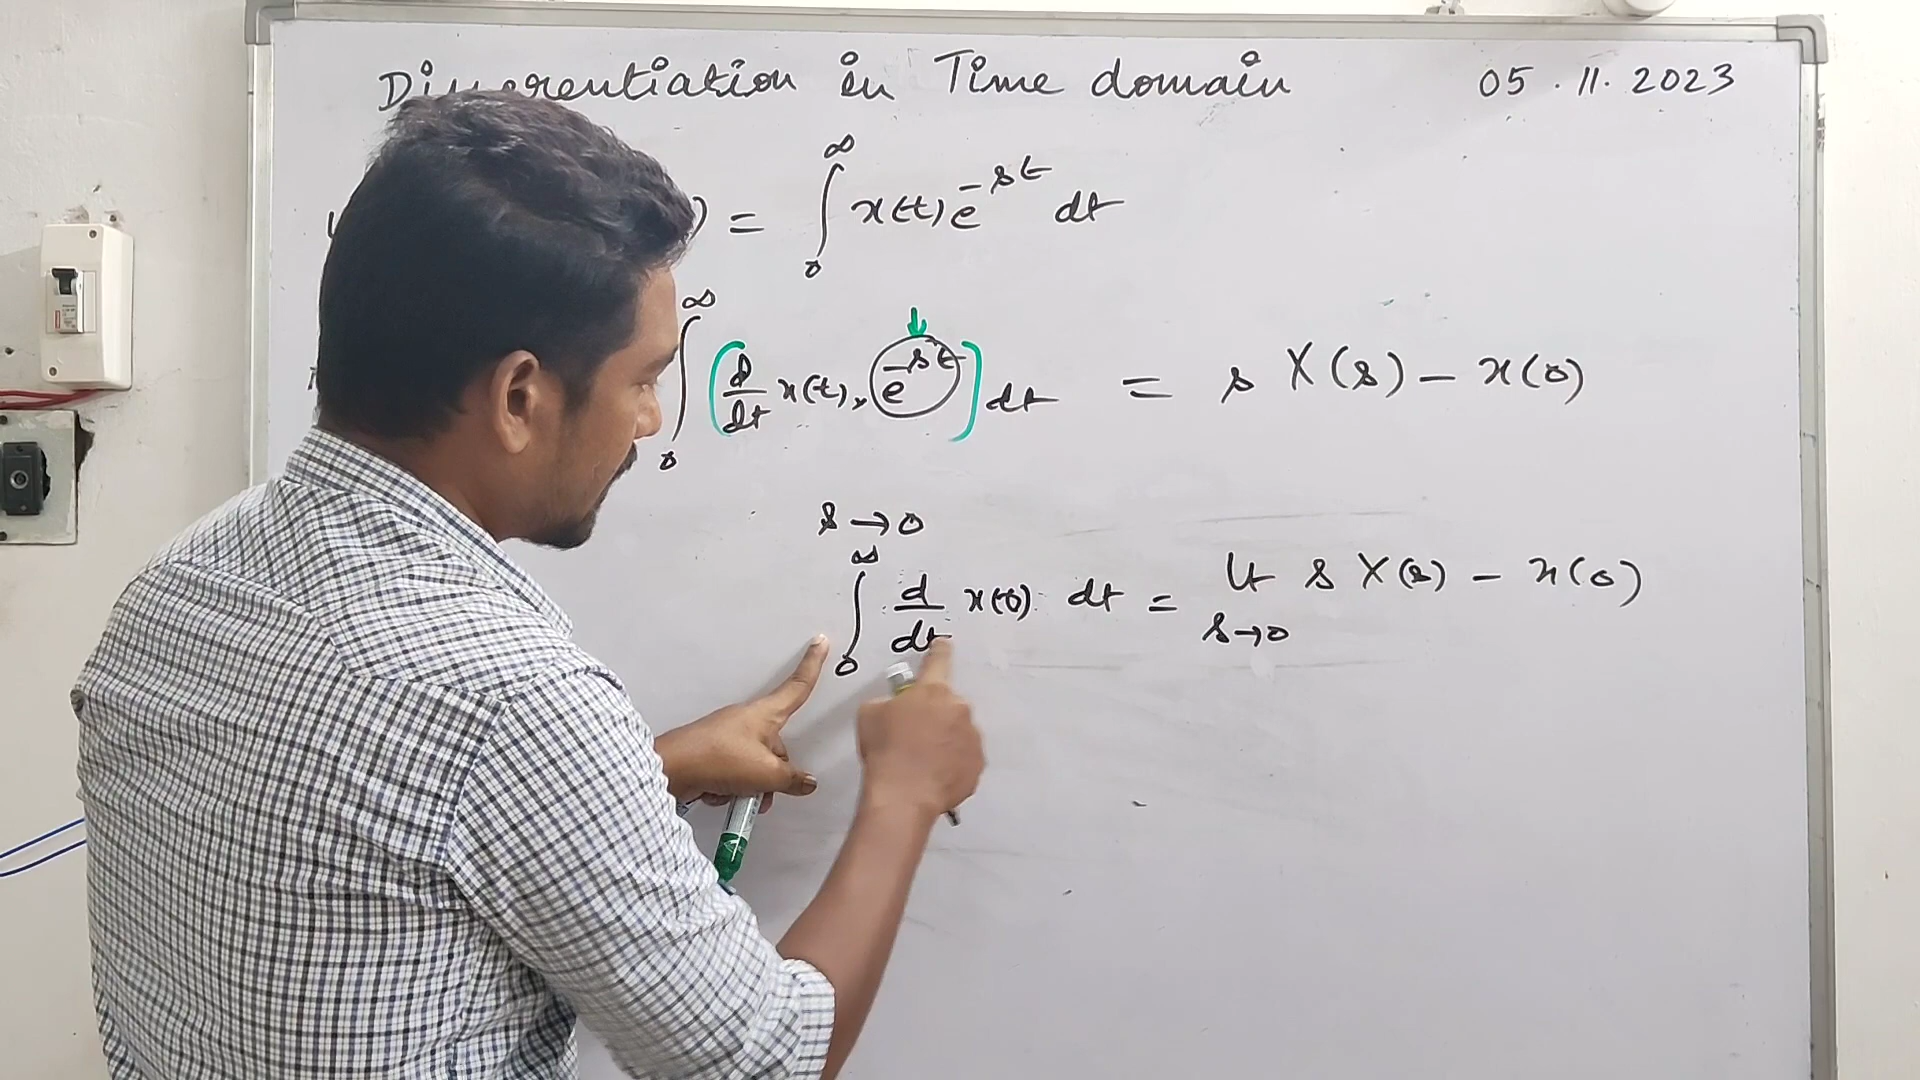 in Time domain 05.11.2023
) = ∫₀^∞ x(t) e^{-st} dt
∫₀^∞ [d/dt x(t), e^{-st}] dt = s X(s) - x(0)
s→0
∫₀^∞ d/dt x(t) dt = Lt s→0 s X(s) - x(0)